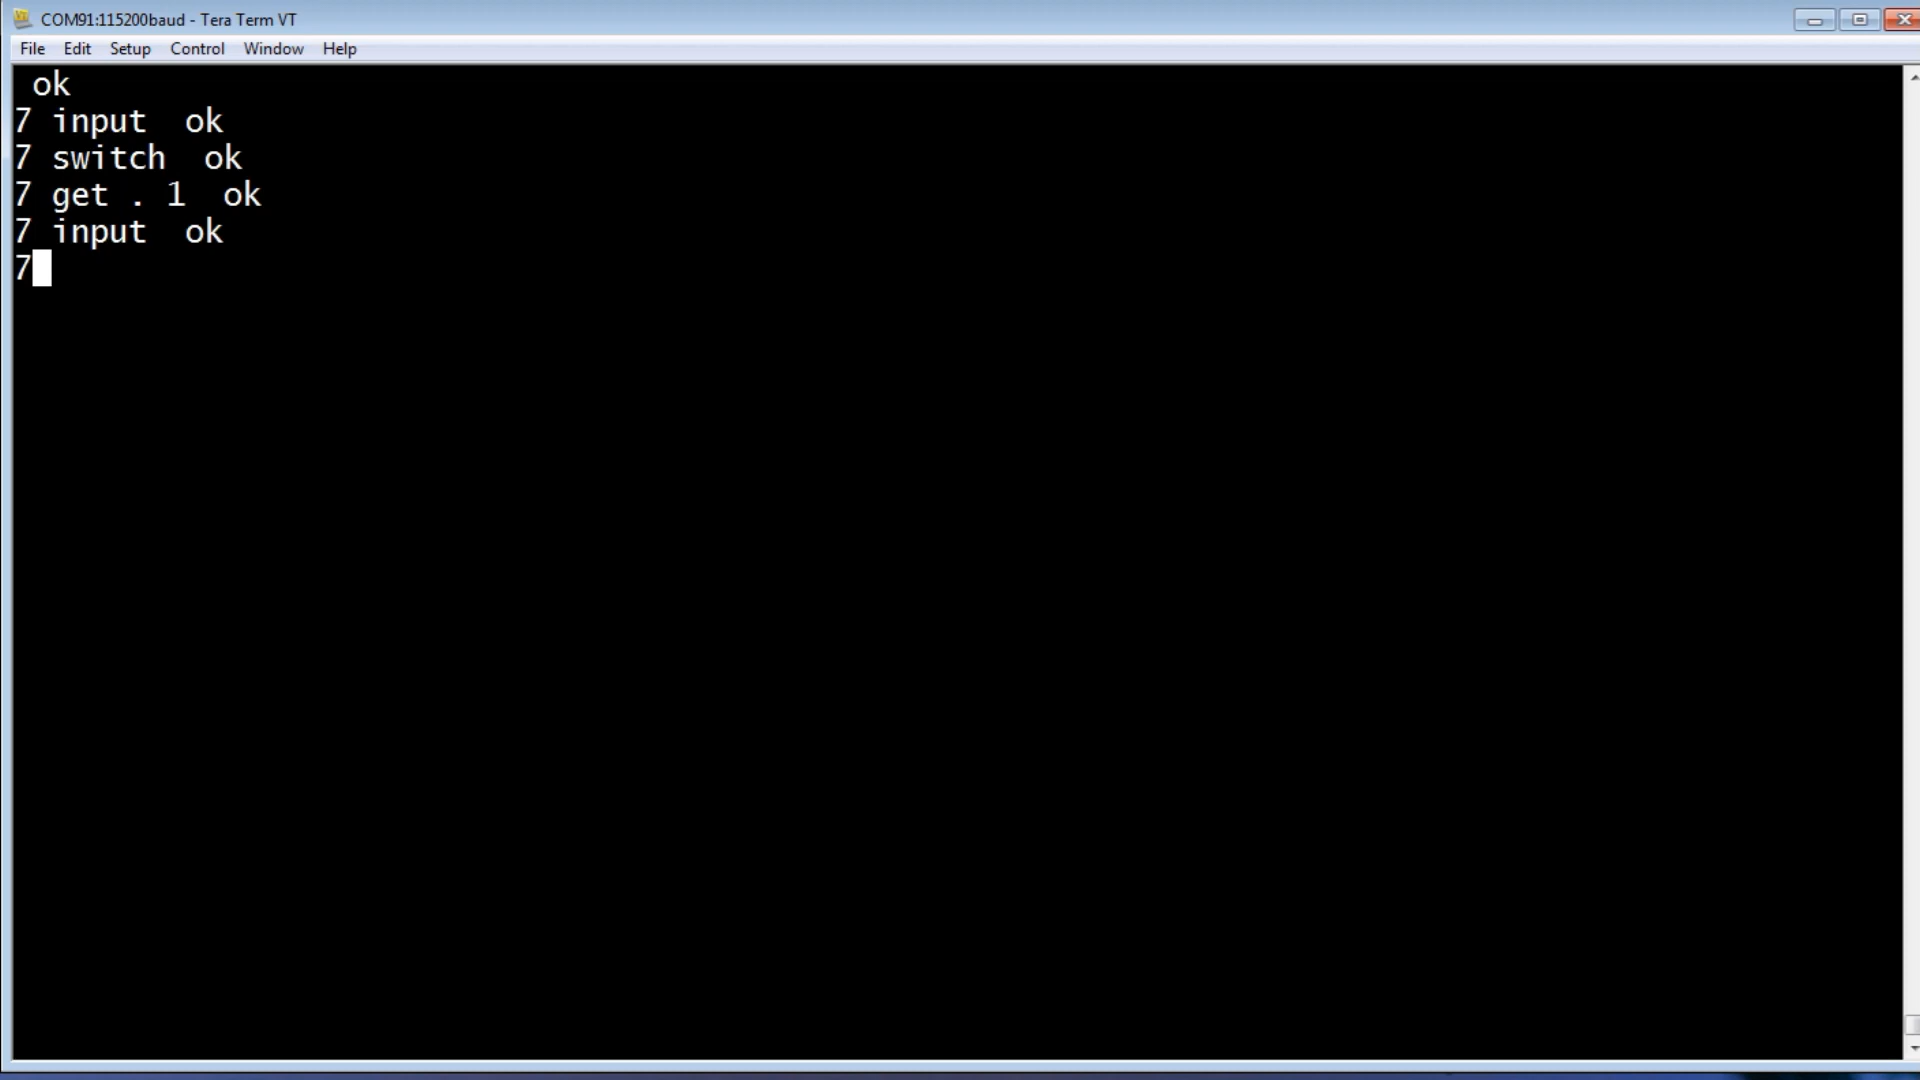 COM91:115200baud - Tera Term VT
File Edit Setup Control Window Help
ok
7 input  ok
7 switch  ok
7 get . 1  ok
7 input  ok
7